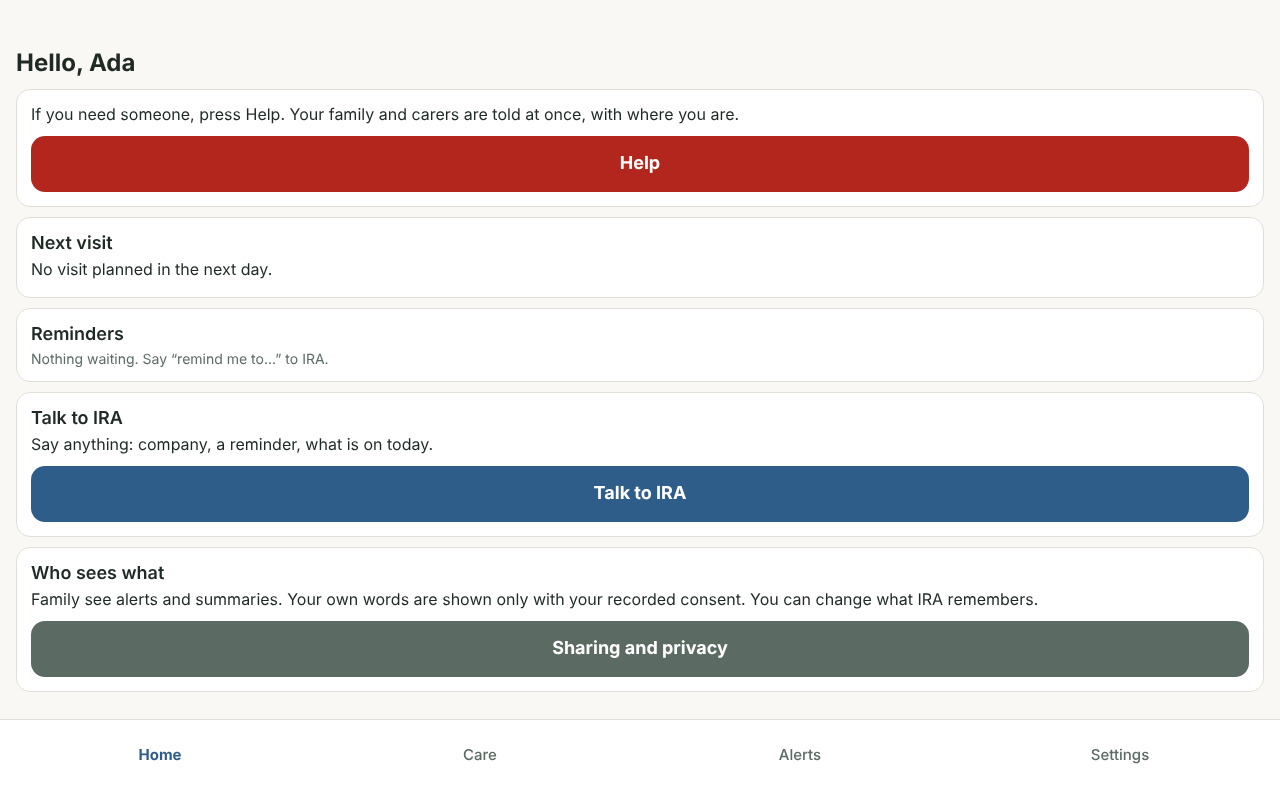 Hello, Ada
If you need someone, press Help. Your family and carers are told at once, with where you are.
Help
Next visit
No visit planned in the next day.
Reminders
Nothing waiting. Say “remind me to…” to IRA.
Talk to IRA
Say anything: company, a reminder, what is on today.
Talk to IRA
Who sees what
Family see alerts and summaries. Your own words are shown only with your recorded consent. You can change what IRA remembers.
Sharing and privacy
Home
Care
Alerts
Settings